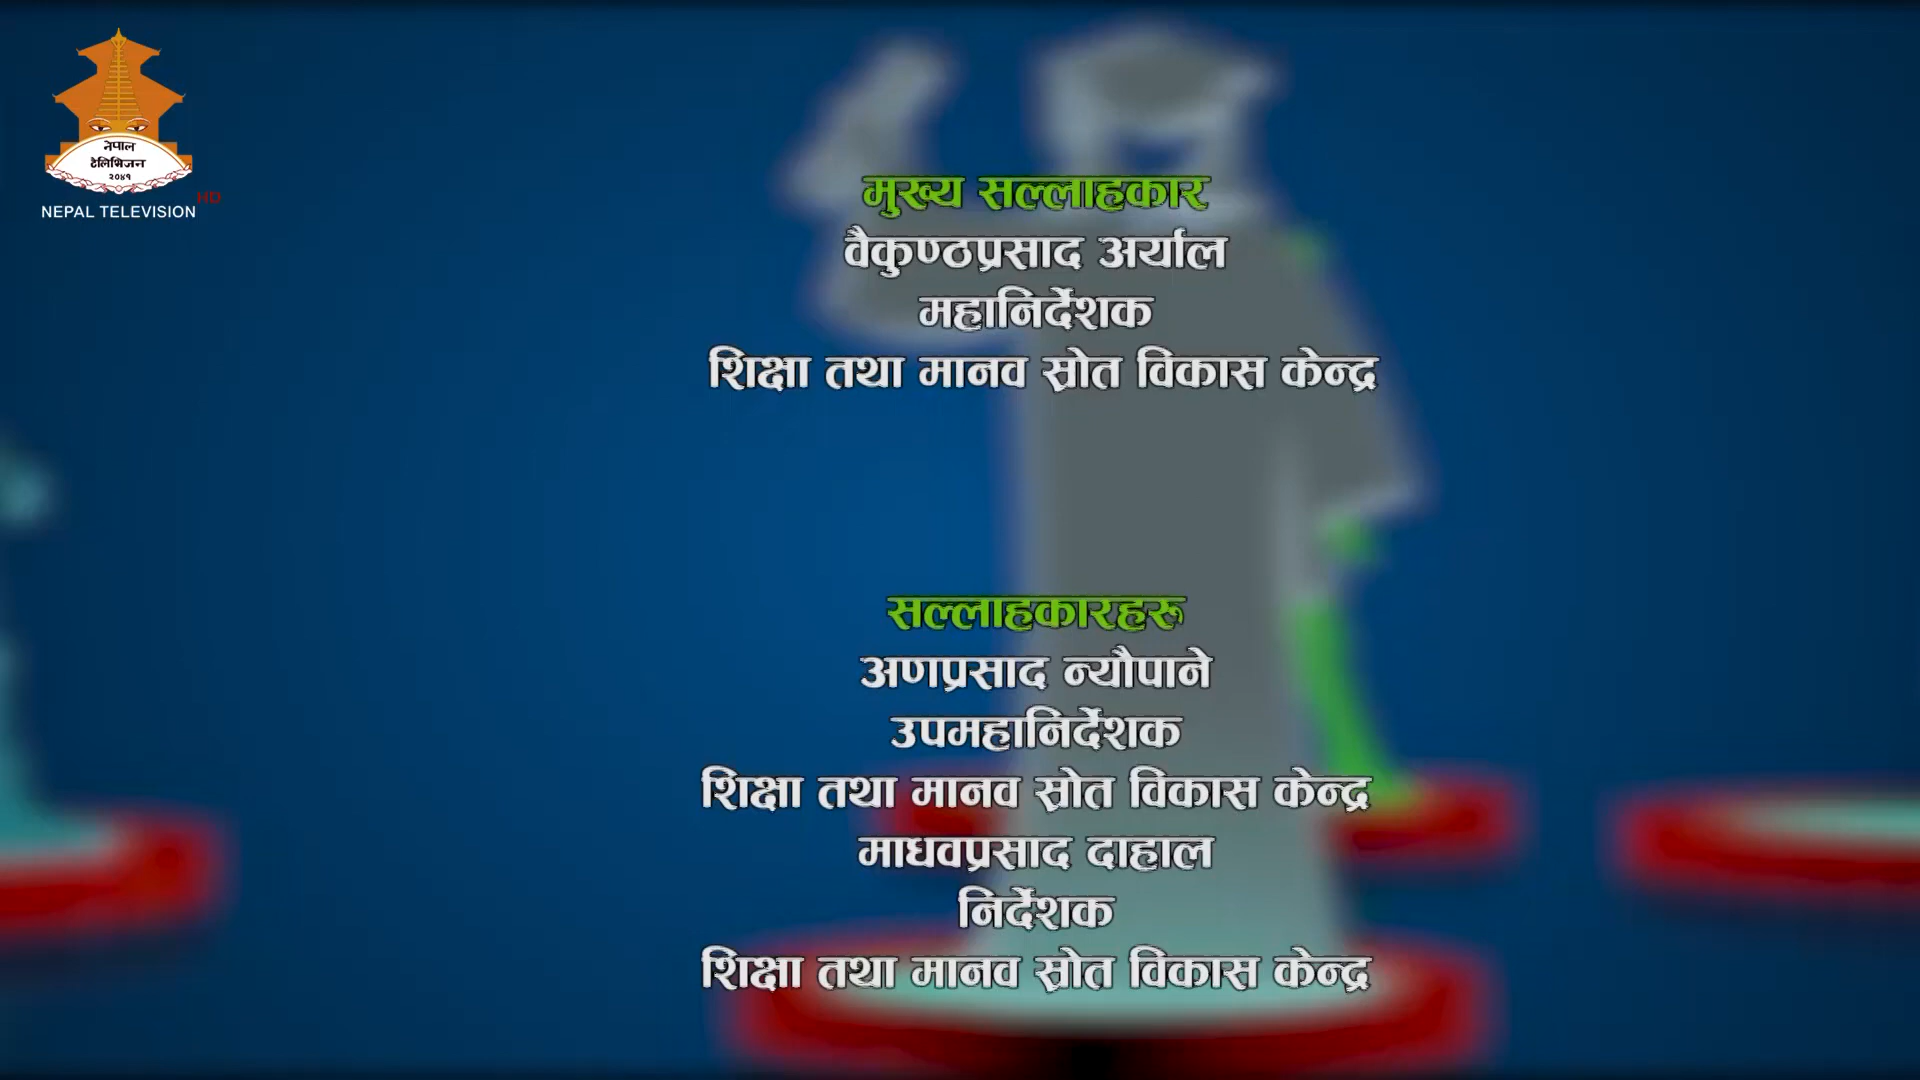 नेपाल
टेलिभिजन
२०४१
HD
NEPAL TELEVISION
मुख्य सल्लाहकार
वैकुण्ठप्रसाद अर्याल
महानिर्देशक
शिक्षा तथा मानव स्रोत विकास केन्द्र
सल्लाहकारहरू
अणप्रसाद न्यौपाने
उपमहानिर्देशक
शिक्षा तथा मानव स्रोत विकास केन्द्र
माधवप्रसाद दाहाल
निर्देशक
शिक्षा तथा मानव स्रोत विकास केन्द्र